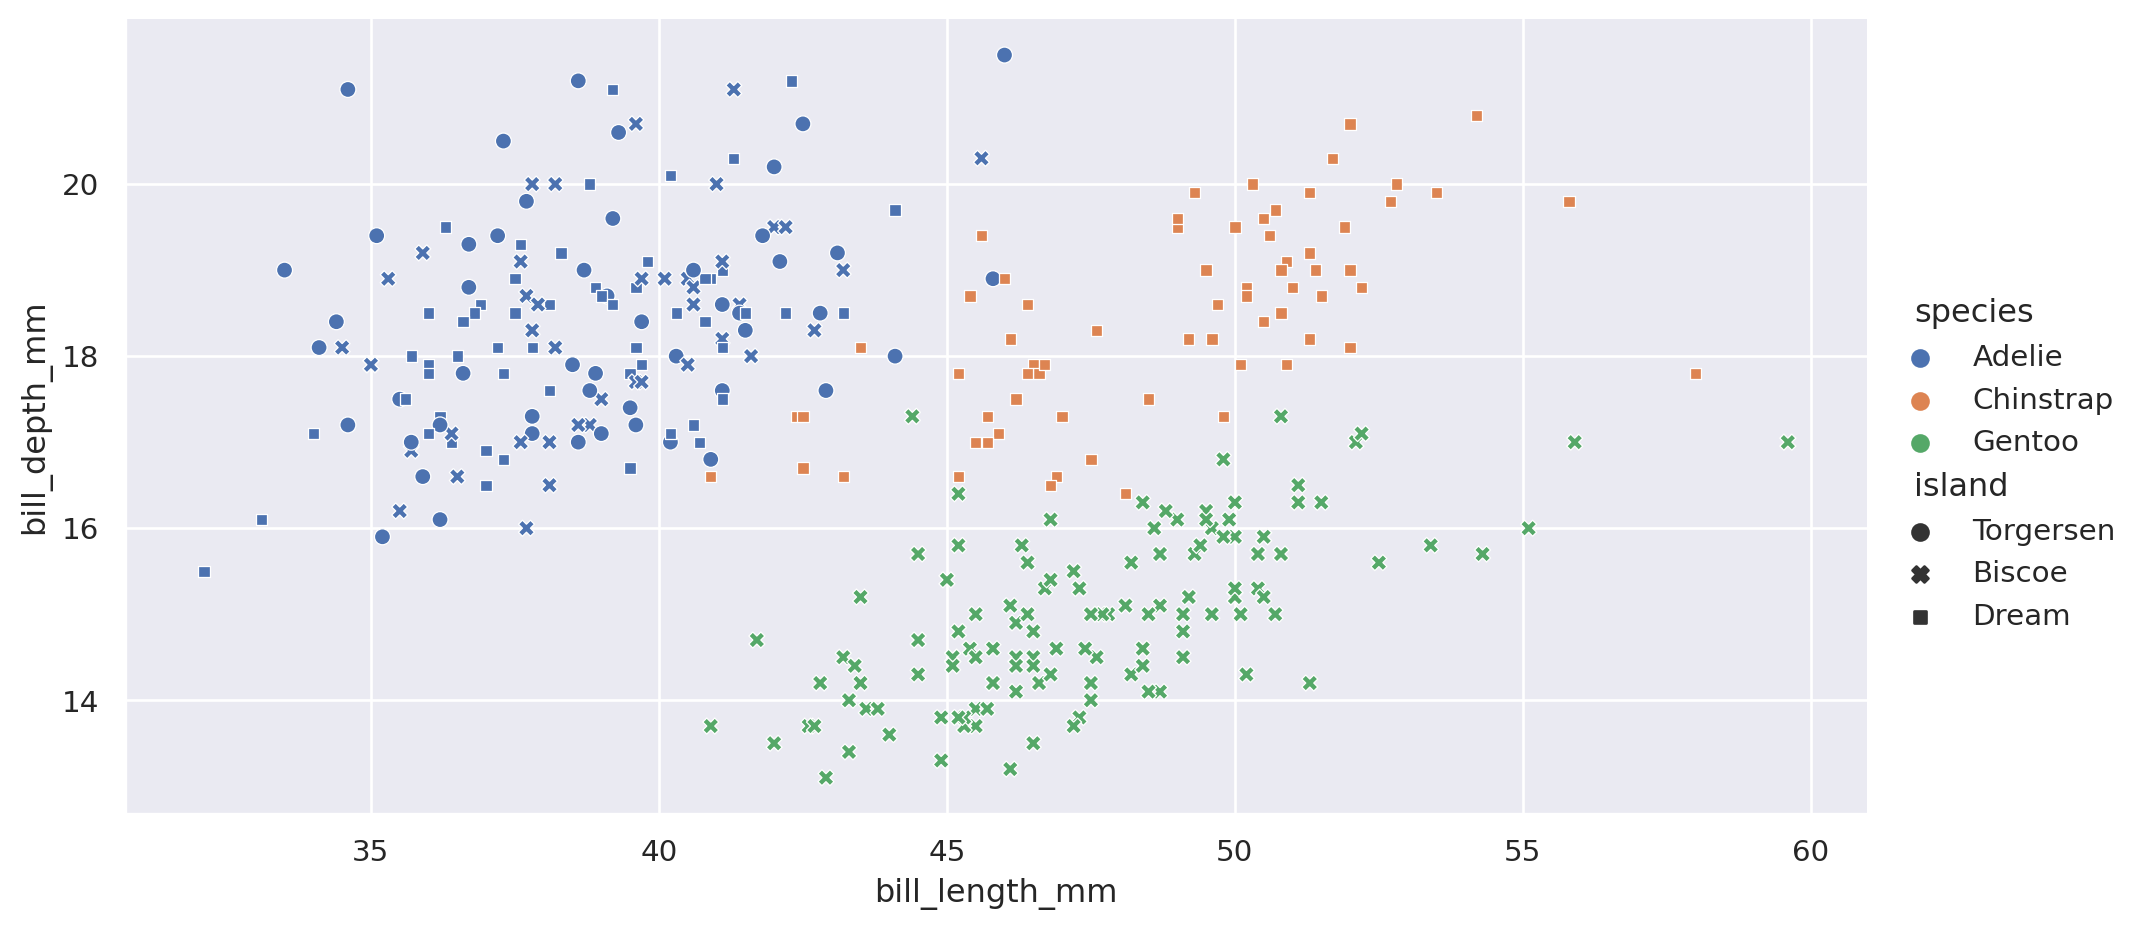 20
18
16
14
bill_depth_mm
35 40 45 50 55 60
bill_length_mm
species
Adelie
Chinstrap
Gentoo
island
Torgersen
Biscoe
Dream